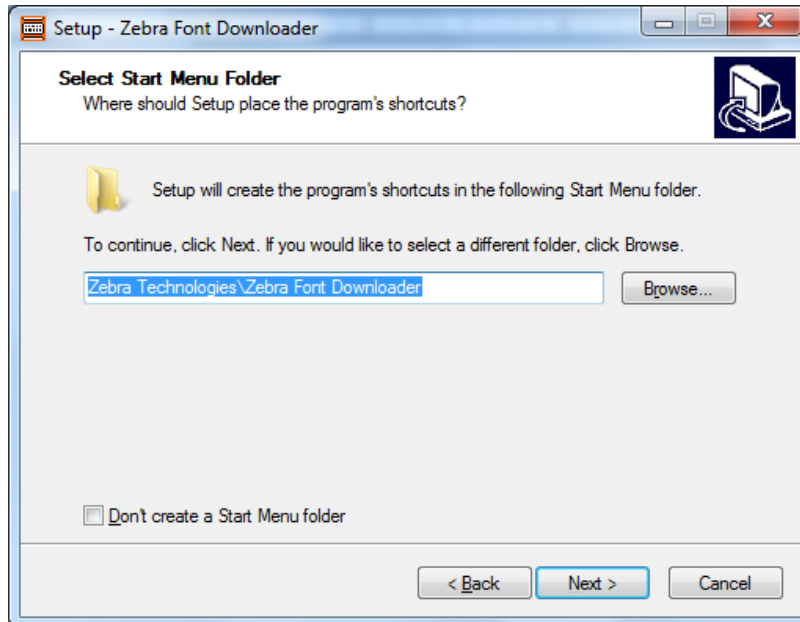 Setup - Zebra Font Downloader
Select Start Menu Folder
Where should Setup place the program's shortcuts?
Setup will create the program's shortcuts in the following Start Menu folder.
To continue, click Next. If you would like to select a different folder, click Browse.
Zebra Technologies\Zebra Font Downloader
Browse...
Don't create a Start Menu folder
< Back
Next >
Cancel